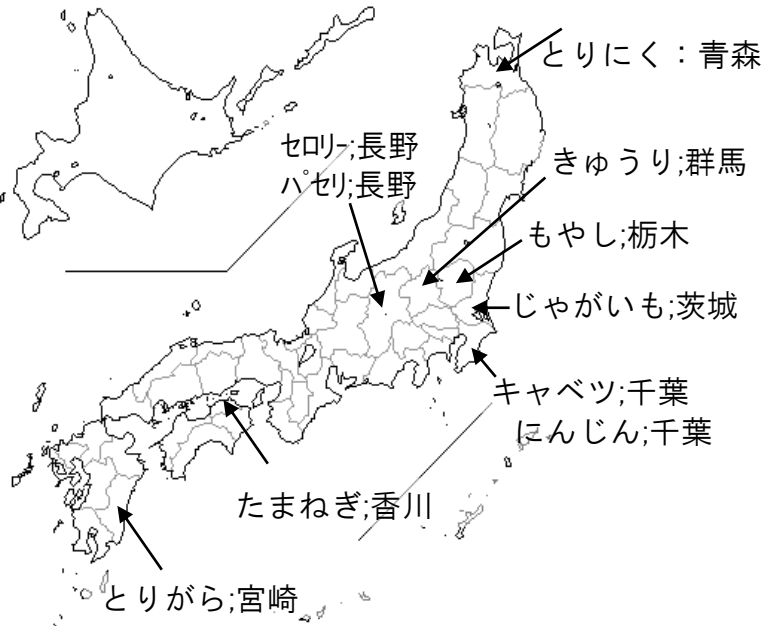 とりにく：青森
セロリー;長野
パセリ;長野
きゅうり;群馬
もやし;栃木
じゃがいも;茨城
キャベツ;千葉
にんじん;千葉
たまねぎ;香川
とりがら;宮崎